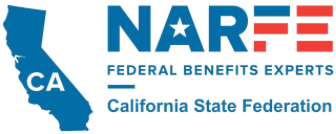 CA
NARFE
FEDERAL BENEFITS EXPERTS
California State Federation